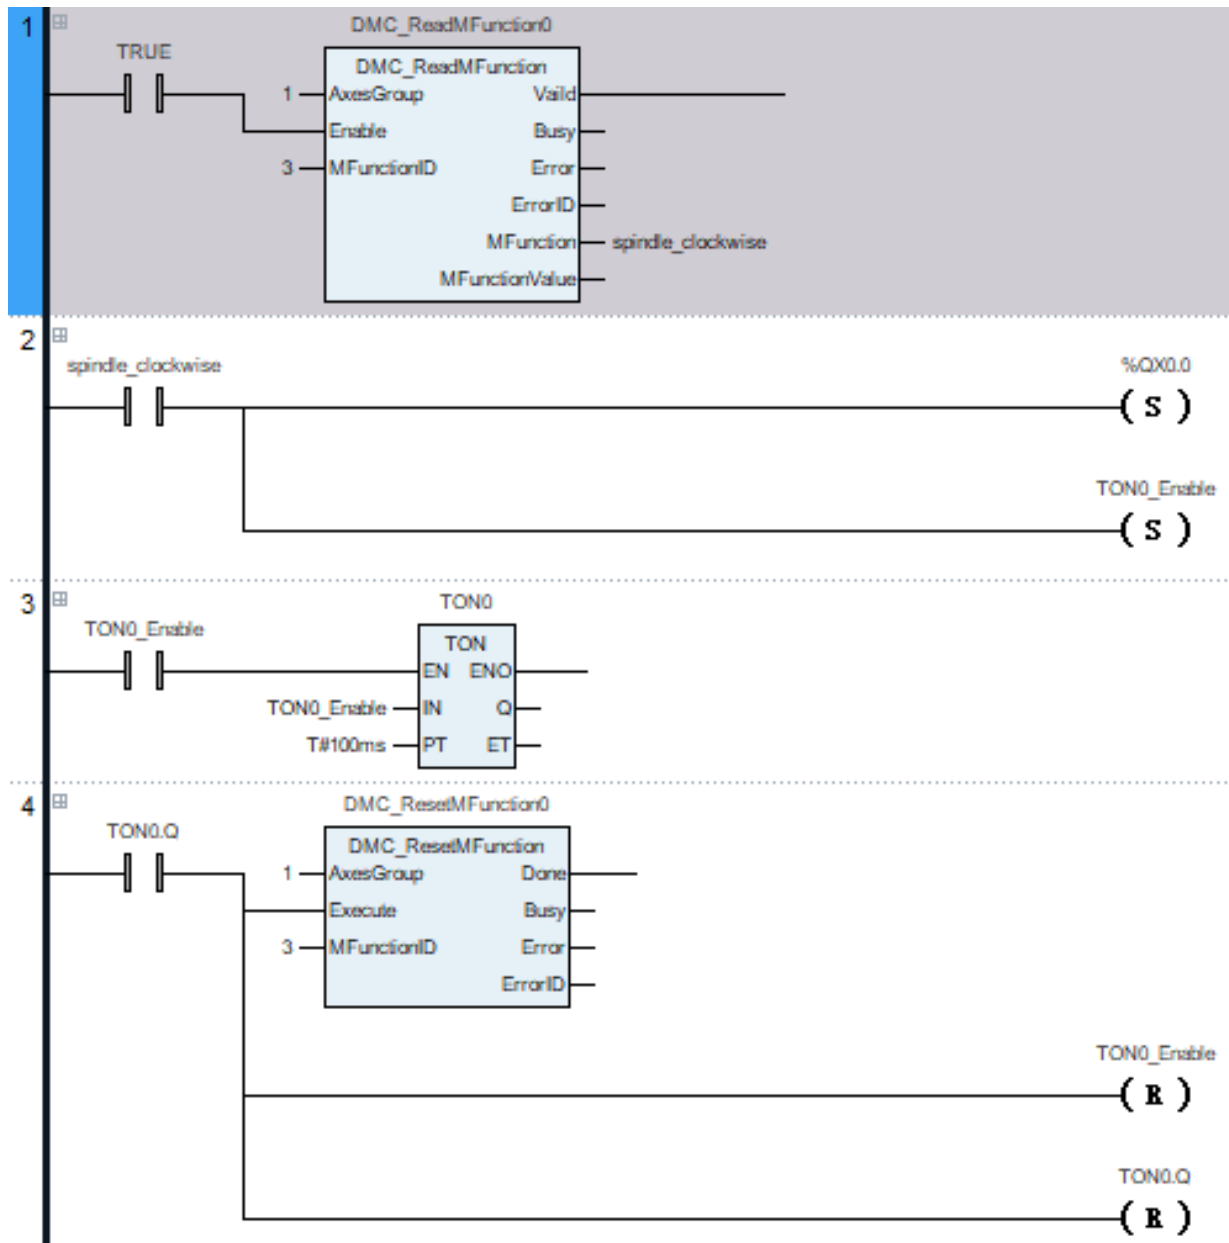 1
DMC_ReadMFunction0
TRUE
DMC_ReadMFunction
1 AxesGroup Vaild
Enable Busy
3 MFunctionID Error
ErrorID
MFunction spindle_clockwise
MFunctionValue
2
spindle_clockwise %QX0.0
( S )
TON0_Enable
( S )
3
TON0
TON0_Enable
TON
EN ENO
TON0_Enable IN Q
T#100ms PT ET
4
DMC_ResetMFunction0
TON0.Q
DMC_ResetMFunction
1 AxesGroup Done
Execute Busy
3 MFunctionID Error
ErrorID
TON0_Enable
( R )
TON0.Q
( R )